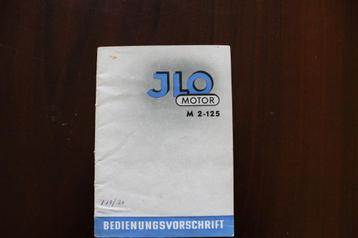 JLO
MOTOR
M 2-125
BEDIENUNGSVORSCHRIFT